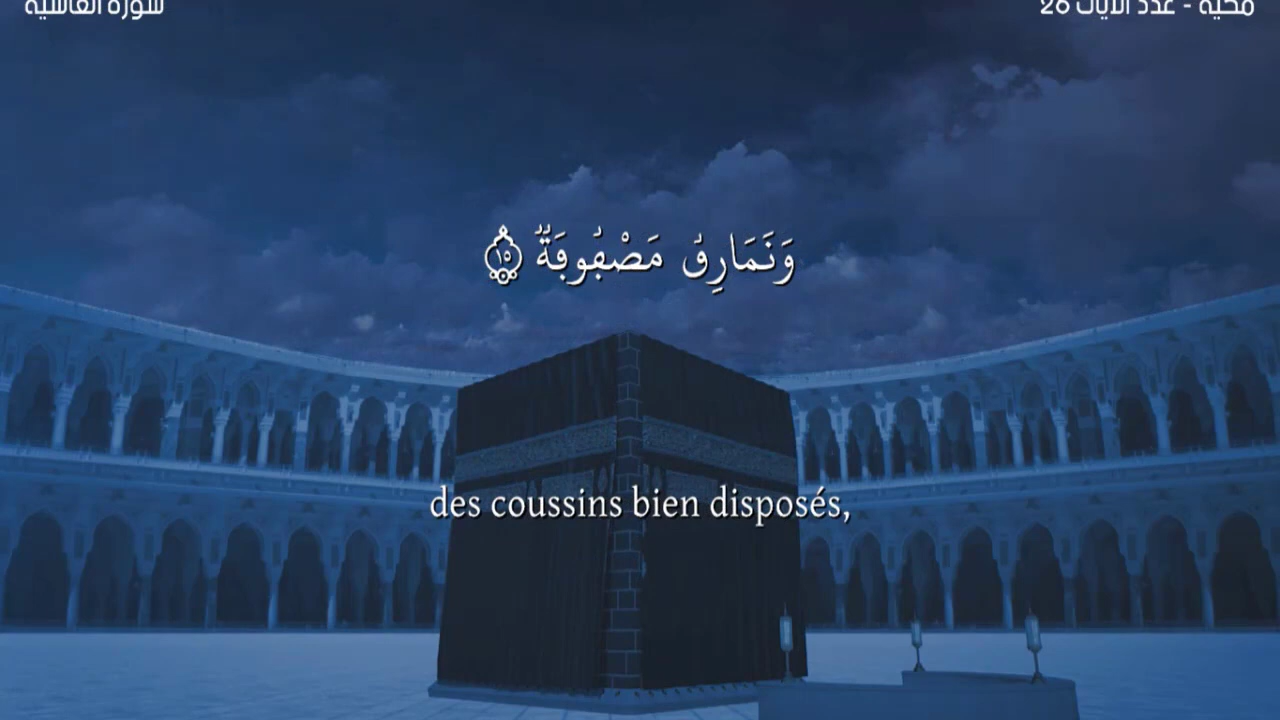 سورة الغاشية
مكية - عدد الآيات 26
وَنَمَارِقُ مَصْفُوفَةٌ ١٥
des coussins bien disposés,